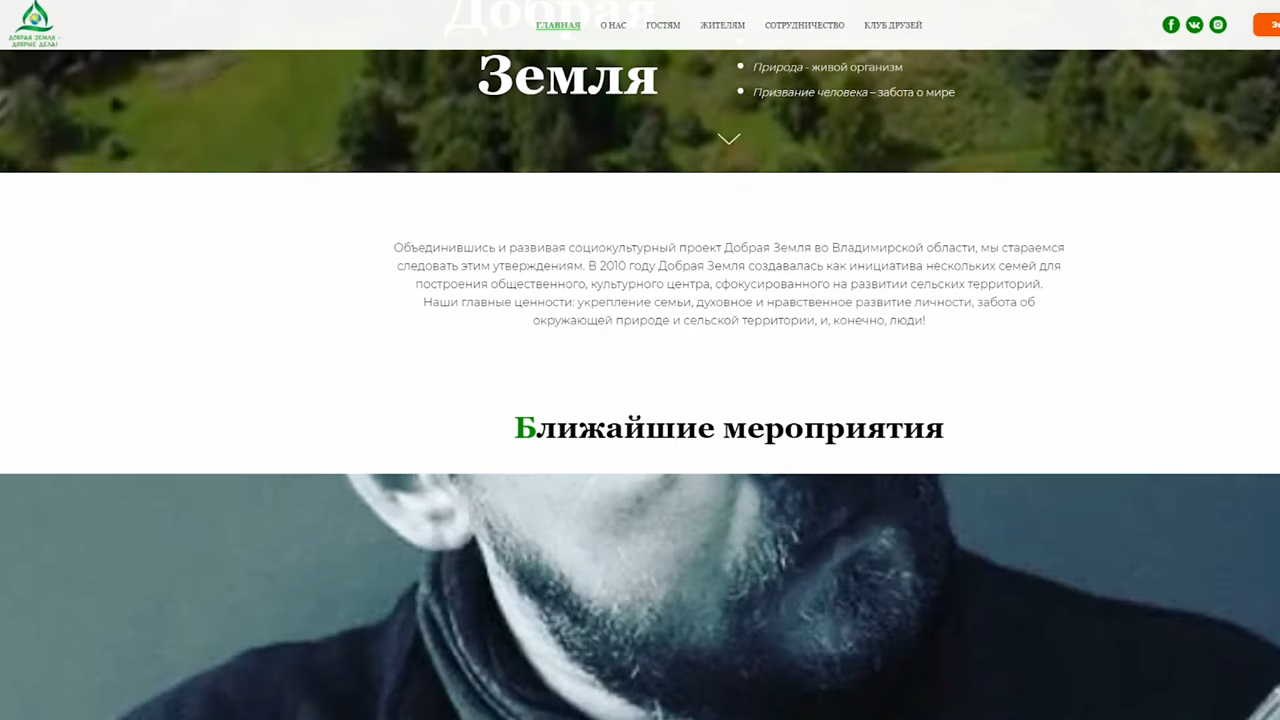 ДОБРАЯ ЗЕМЛЯ -
ДОБРЫЕ ДЕЛА!
ГЛАВНАЯ О НАС ГОСТЯМ ЖИТЕЛЯМ СОТРУДНИЧЕСТВО КЛУБ ДРУЗЕЙ
Добрая
Земля
Природа - живой организм
Призвание человека – забота о мире
Объединившись и развивая социокультурный проект Добрая Земля во Владимирской области, мы стараемся
следовать этим утверждениям. В 2010 году Добрая Земля создавалась как инициатива нескольких семей для
построения общественного, культурного центра, сфокусированного на развитии сельских территорий.
Наши главные ценности: укрепление семьи, духовное и нравственное развитие личности, забота об
окружающей природе и сельской территории, и, конечно, люди!
Ближайшие мероприятия